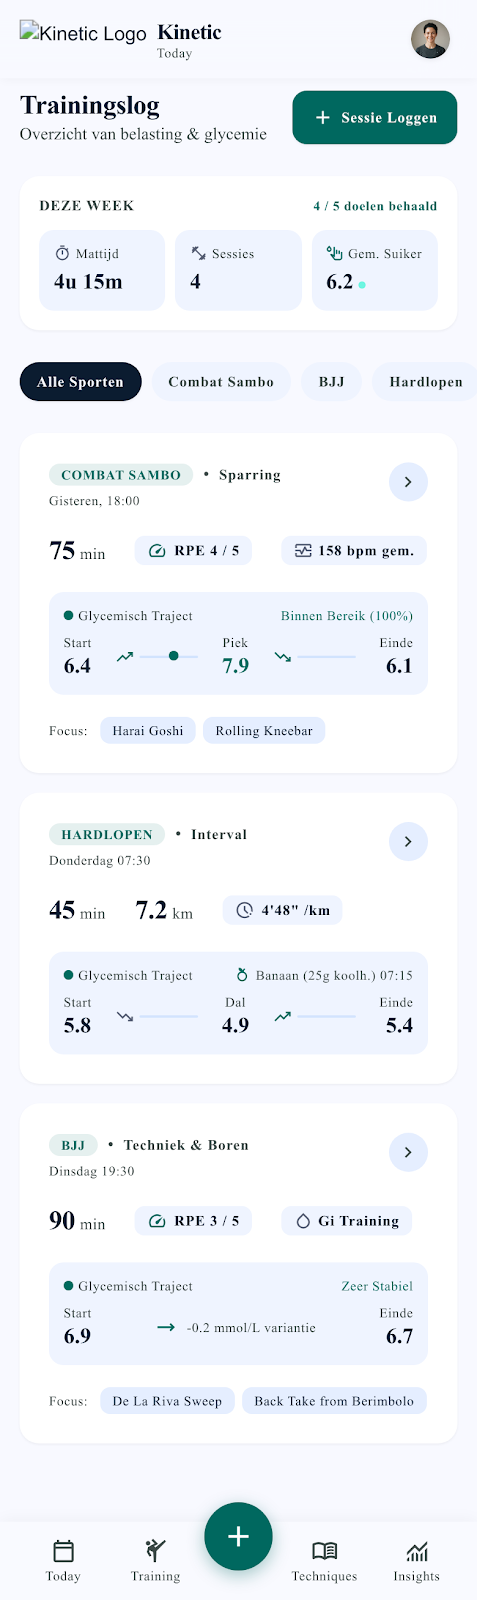 Kinetic Logo
Kinetic
Today
Trainingslog
Overzicht van belasting & glycemie
Sessie Loggen
DEZE WEEK
4 / 5 doelen behaald
Mattijd
4u 15m
Sessies
4
Gem. Suiker
6.2
Alle Sporten
Combat Sambo
BJJ
Hardlopen
COMBAT SAMBO • Sparring
Gisteren, 18:00
75 min
RPE 4 / 5
158 bpm gem.
Glycemisch Traject
Binnen Bereik (100%)
Start
6.4
Piek
7.9
Einde
6.1
Focus:
Harai Goshi
Rolling Kneebar
HARDLOPEN • Interval
Donderdag 07:30
45 min
7.2 km
4'48" /km
Glycemisch Traject
Banaan (25g koolh.) 07:15
Start
5.8
Dal
4.9
Einde
5.4
BJJ • Techniek & Boren
Dinsdag 19:30
90 min
RPE 3 / 5
Gi Training
Glycemisch Traject
Zeer Stabiel
Start
6.9
-0.2 mmol/L variantie
Einde
6.7
Focus:
De La Riva Sweep
Back Take from Berimbolo
Today
Training
Techniques
Insights